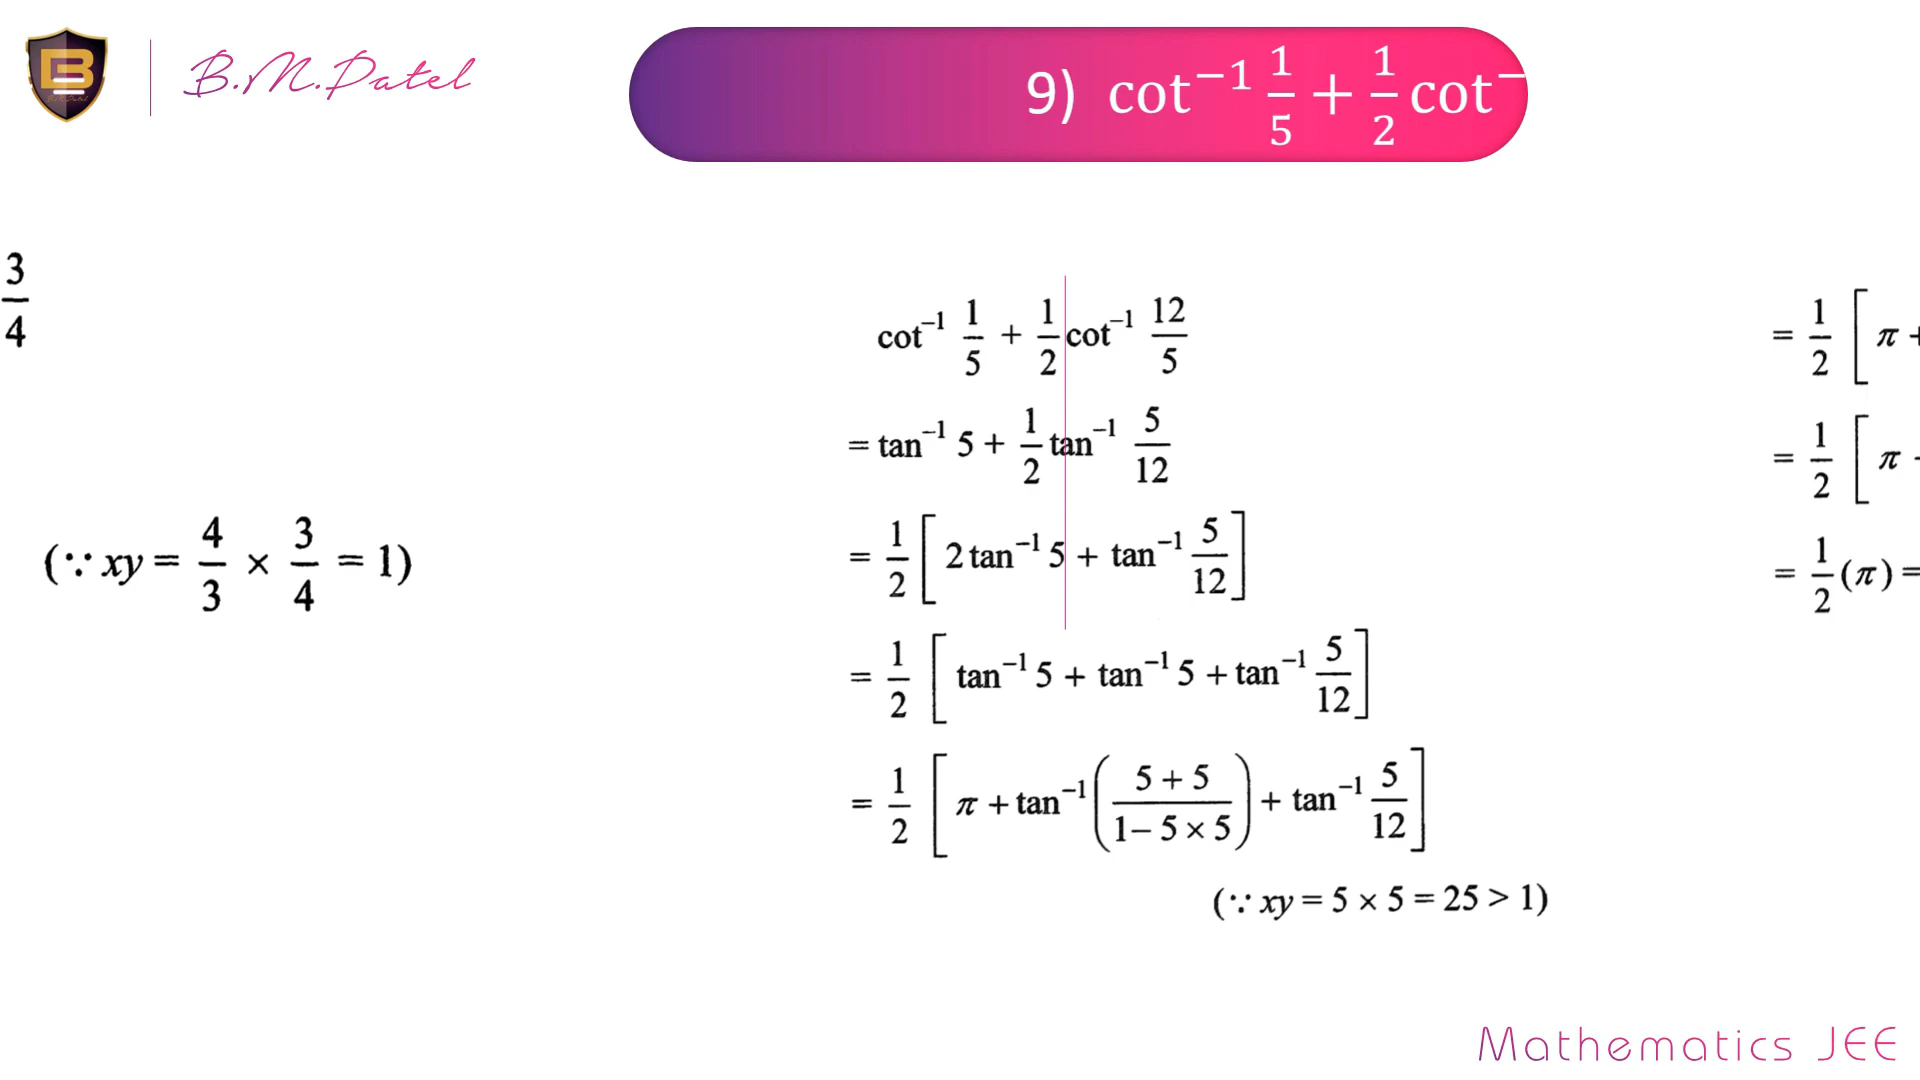 B.M.Patel
9) cot⁻¹ 1/5 + 1/2 cot⁻
3/4
(∵ xy = 4/3 × 3/4 = 1)
cot⁻¹ 1/5 + 1/2 cot⁻¹ 12/5
= tan⁻¹ 5 + 1/2 tan⁻¹ 5/12
= 1/2 [ 2 tan⁻¹ 5 + tan⁻¹ 5/12 ]
= 1/2 [ tan⁻¹ 5 + tan⁻¹ 5 + tan⁻¹ 5/12 ]
= 1/2 [ π + tan⁻¹ ( (5 + 5)/(1 – 5 × 5) ) + tan⁻¹ 5/12 ]
(∵ xy = 5 × 5 = 25 > 1)
= 1/2 [ π +
= 1/2 [ π
= 1/2 (π) =
Mathematics JEE